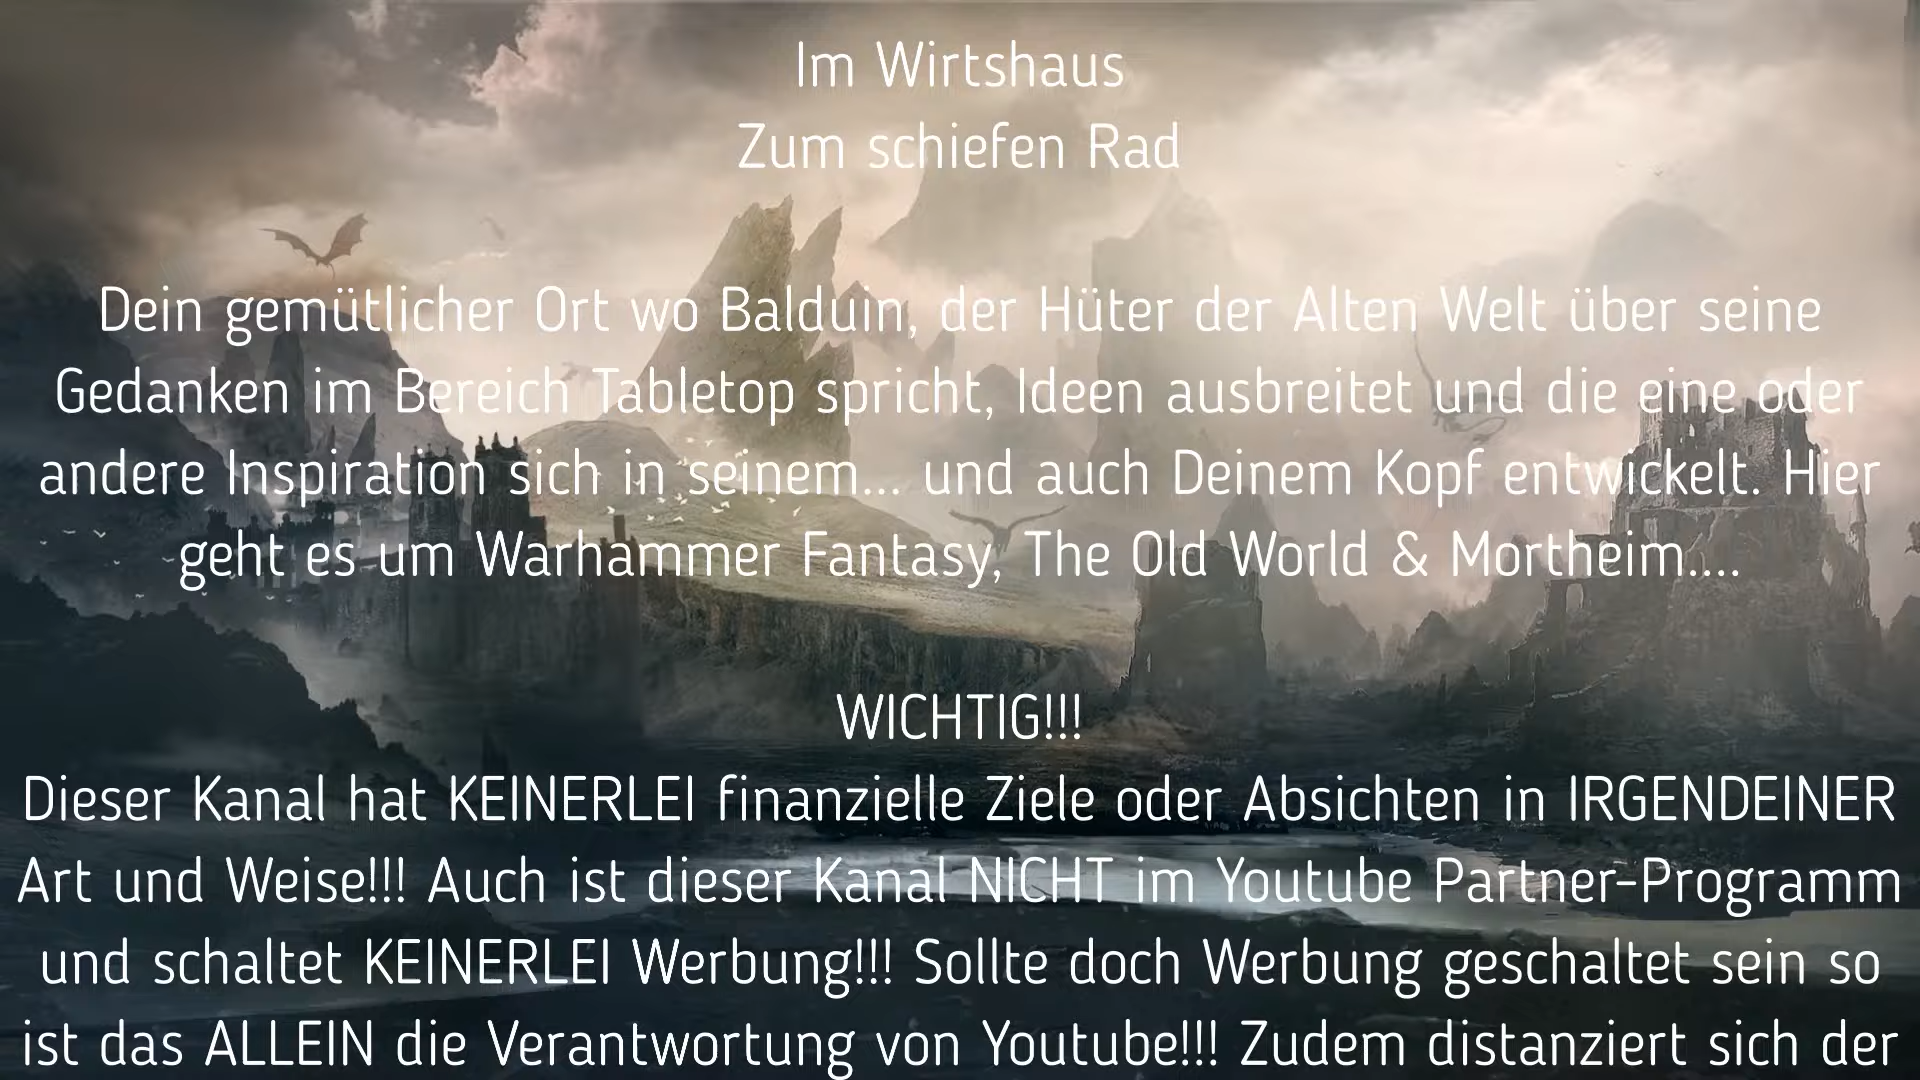 Im Wirtshaus
Zum schiefen Rad
Dein gemütlicher Ort wo Balduin, der Hüter der Alten Welt über seine
Gedanken im Bereich Tabletop spricht, Ideen ausbreitet und die eine oder
andere Inspiration sich in seinem... und auch Deinem Kopf entwickelt. Hier
geht es um Warhammer Fantasy, The Old World & Mortheim....
WICHTIG!!!
Dieser Kanal hat KEINERLEI finanzielle Ziele oder Absichten in IRGENDEINER
Art und Weise!!! Auch ist dieser Kanal NICHT im Youtube Partner-Programm
und schaltet KEINERLEI Werbung!!! Sollte doch Werbung geschaltet sein so
ist das ALLEIN die Verantwortung von Youtube!!! Zudem distanziert sich der